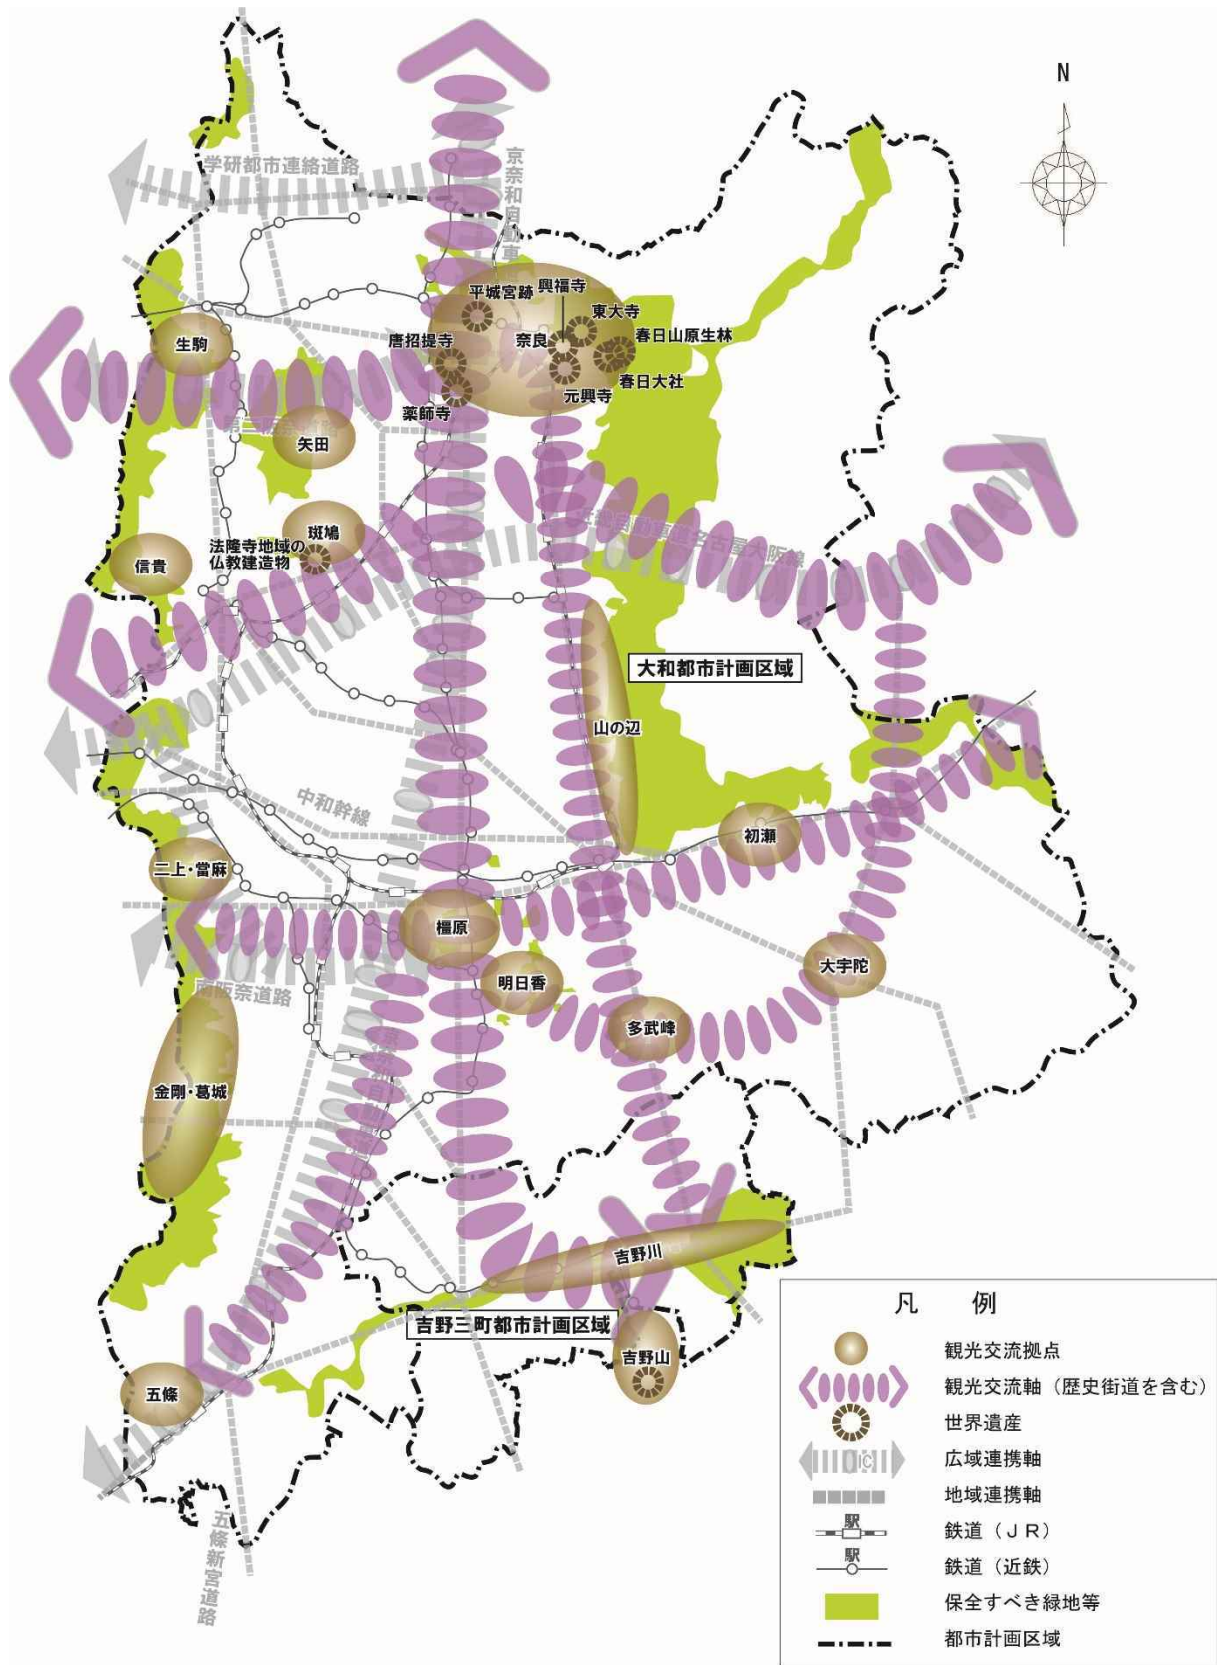 N
学研都市連絡道路
京奈和自動車
平城宮跡
興福寺
東大寺
唐招提寺
奈良
春日山原生林
生駒
春日大社
元興寺
薬師寺
第二阪奈道路
矢田
斑鳩
名古屋大阪線
法隆寺地域の
仏教建造物
信貴
大和都市計画区域
山の辺
中和幹線
初瀬
二上・當麻
橿原
大宇陀
明日香
南阪奈道路
多武峰
金剛・葛城
吉野川
吉野三町都市計画区域
吉野山
五條
五條新宮道路
凡 例
観光交流拠点
観光交流軸（歴史街道を含む）
世界遺産
IC
広域連携軸
地域連携軸
駅
鉄道（ＪＲ）
駅
鉄道（近鉄）
保全すべき緑地等
都市計画区域